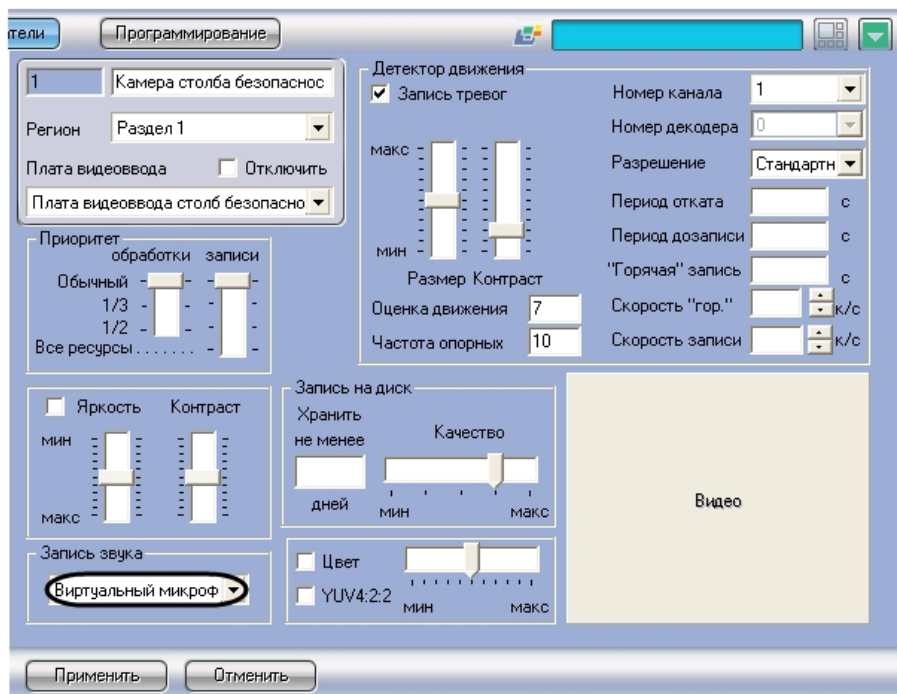 атели
Программирование
1
Камера столба безопаснос
Регион
Раздел 1
Плата видеоввода
Отключить
Плата видеоввода столб безопасно
Приоритет
обработки записи
Обычный
1/3
1/2
Все ресурсы . . . . . . .
Яркость Контраст
мин
макс
Запись звука
Виртуальный микроф
Детектор движения
Запись тревог
макс
мин
Размер Контраст
Оценка движения 7
Частота опорных 10
Номер канала 1
Номер декодера 0
Разрешение Стандартн
Период отката с
Период дозаписи с
"Горячая" запись с
Скорость "гор." к/с
Скорость записи к/с
Запись на диск
Хранить
не менее
дней
Качество
мин макс
Цвет
YUV4:2:2
мин макс
Видео
Применить
Отменить